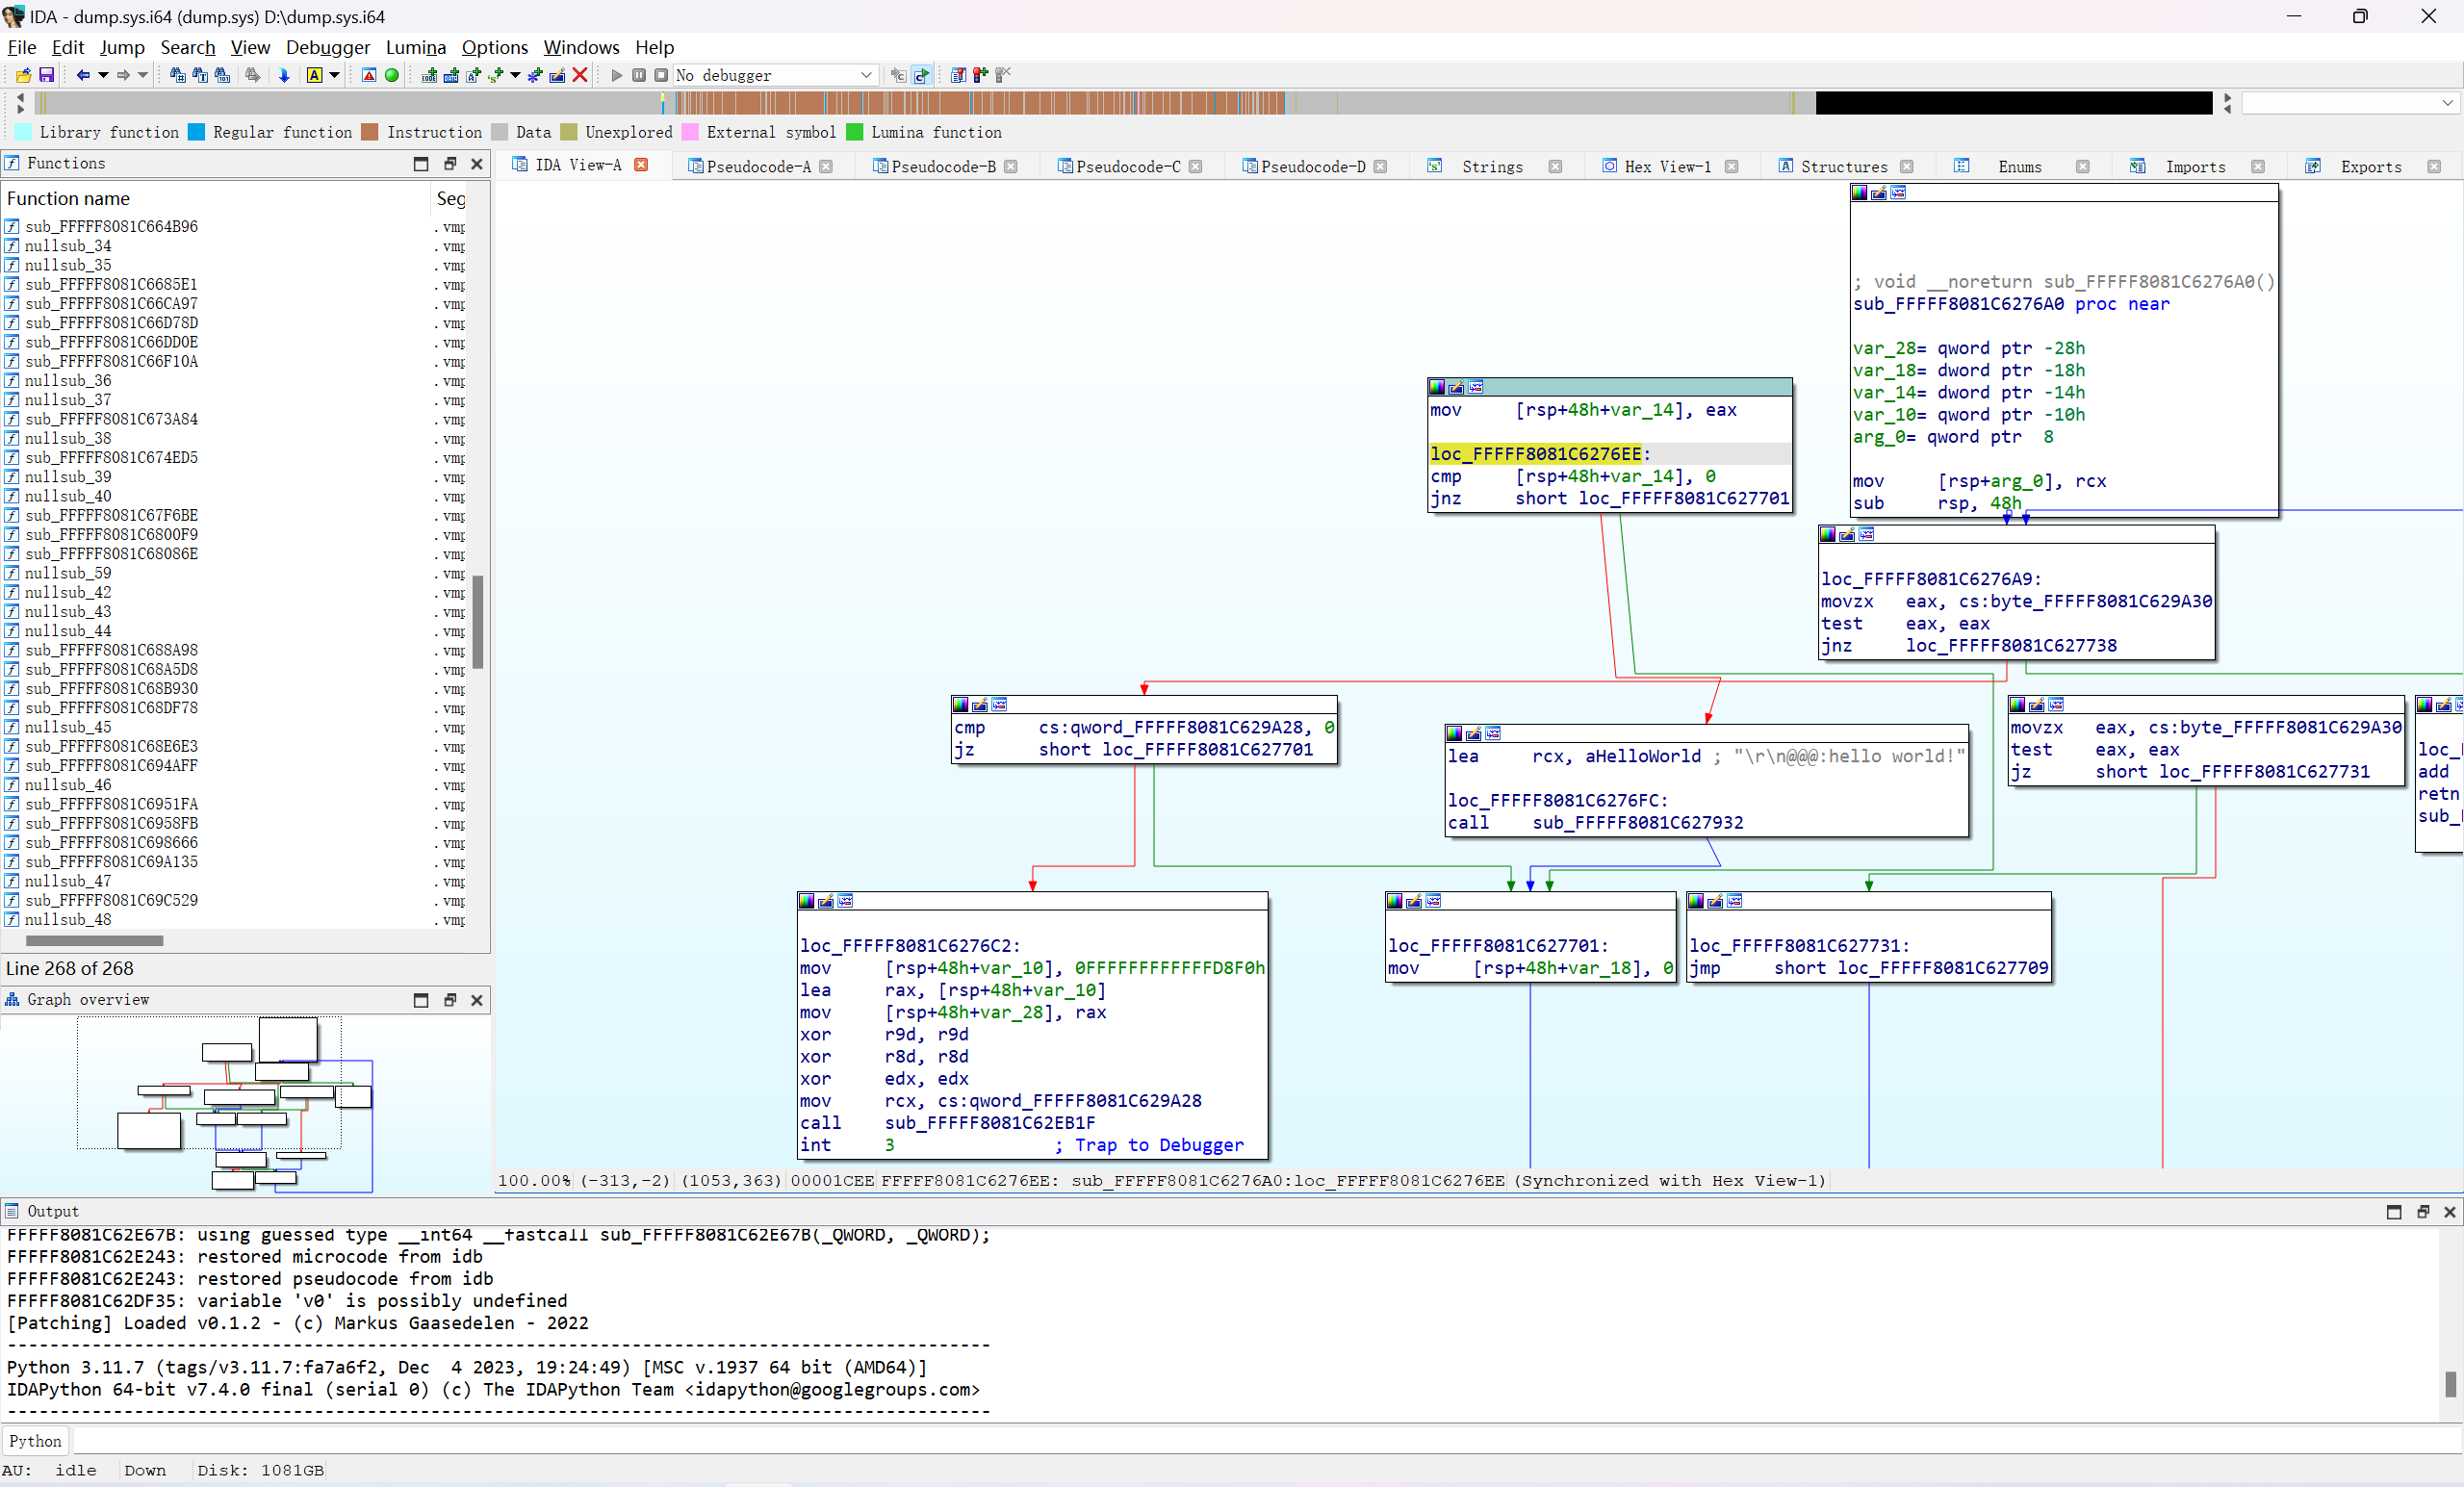 IDA - dump.sys.i64 (dump.sys) D:\dump.sys.i64
File Edit Jump Search View Debugger Lumina Options Windows Help
No debugger
Library function Regular function Instruction Data Unexplored External symbol Lumina function
Functions
IDA View-A Pseudocode-A Pseudocode-B Pseudocode-C Pseudocode-D Strings Hex View-1 Structures Enums Imports Exports
Function name Seg
sub_FFFFF8081C664B96 .vmp
nullsub_34 .vmp
nullsub_35 .vmp
sub_FFFFF8081C6685E1 .vmp
sub_FFFFF8081C66CA97 .vmp
sub_FFFFF8081C66D78D .vmp
sub_FFFFF8081C66DD0E .vmp
sub_FFFFF8081C66F10A .vmp
nullsub_36 .vmp
nullsub_37 .vmp
sub_FFFFF8081C673A84 .vmp
nullsub_38 .vmp
sub_FFFFF8081C674ED5 .vmp
nullsub_39 .vmp
nullsub_40 .vmp
sub_FFFFF8081C67F6BE .vmp
sub_FFFFF8081C6800F9 .vmp
sub_FFFFF8081C68086E .vmp
nullsub_59 .vmp
nullsub_42 .vmp
nullsub_43 .vmp
nullsub_44 .vmp
sub_FFFFF8081C688A98 .vmp
sub_FFFFF8081C68A5D8 .vmp
sub_FFFFF8081C68B930 .vmp
sub_FFFFF8081C68DF78 .vmp
nullsub_45 .vmp
sub_FFFFF8081C68E6E3 .vmp
sub_FFFFF8081C694AFF .vmp
nullsub_46 .vmp
sub_FFFFF8081C6951FA .vmp
sub_FFFFF8081C6958FB .vmp
sub_FFFFF8081C698666 .vmp
sub_FFFFF8081C69A135 .vmp
nullsub_47 .vmp
sub_FFFFF8081C69C529 .vmp
nullsub_48 .vmp
Line 268 of 268
Graph overview
; void __noreturn sub_FFFFF8081C6276A0()
sub_FFFFF8081C6276A0 proc near
var_28= qword ptr -28h
var_18= dword ptr -18h
var_14= dword ptr -14h
var_10= qword ptr -10h
arg_0= qword ptr 8
mov [rsp+arg_0], rcx
sub rsp, 48h
mov [rsp+48h+var_14], eax
loc_FFFFF8081C6276EE:
cmp [rsp+48h+var_14], 0
jnz short loc_FFFFF8081C627701
loc_FFFFF8081C6276A9:
movzx eax, cs:byte_FFFFF8081C629A30
test eax, eax
jnz loc_FFFFF8081C627738
cmp cs:qword_FFFFF8081C629A28, 0
jz short loc_FFFFF8081C627701
lea rcx, aHelloWorld ; "\r\n@@@:hello world!"
loc_FFFFF8081C6276FC:
call sub_FFFFF8081C627932
movzx eax, cs:byte_FFFFF8081C629A30
test eax, eax
jz short loc_FFFFF8081C627731
loc_
add
retn
sub_
loc_FFFFF8081C6276C2:
mov [rsp+48h+var_10], 0FFFFFFFFFFFFD8F0h
lea rax, [rsp+48h+var_10]
mov [rsp+48h+var_28], rax
xor r9d, r9d
xor r8d, r8d
xor edx, edx
mov rcx, cs:qword_FFFFF8081C629A28
call sub_FFFFF8081C62EB1F
int 3 ; Trap to Debugger
loc_FFFFF8081C627701:
mov [rsp+48h+var_18], 0
loc_FFFFF8081C627731:
jmp short loc_FFFFF8081C627709
100.00% (-313,-2) (1053,363) 00001CEE FFFFF8081C6276EE: sub_FFFFF8081C6276A0:loc_FFFFF8081C6276EE (Synchronized with Hex View-1)
Output
FFFFF8081C62E67B: using guessed type __int64 __fastcall sub_FFFFF8081C62E67B(_QWORD, _QWORD);
FFFFF8081C62E243: restored microcode from idb
FFFFF8081C62E243: restored pseudocode from idb
FFFFF8081C62DF35: variable 'v0' is possibly undefined
[Patching] Loaded v0.1.2 - (c) Markus Gaasedelen - 2022
---------------------------------------------------------------------------------------------
Python 3.11.7 (tags/v3.11.7:fa7a6f2, Dec 4 2023, 19:24:49) [MSC v.1937 64 bit (AMD64)]
IDAPython 64-bit v7.4.0 final (serial 0) (c) The IDAPython Team <idapython@googlegroups.com>
---------------------------------------------------------------------------------------------
Python
AU: idle Down Disk: 1081GB